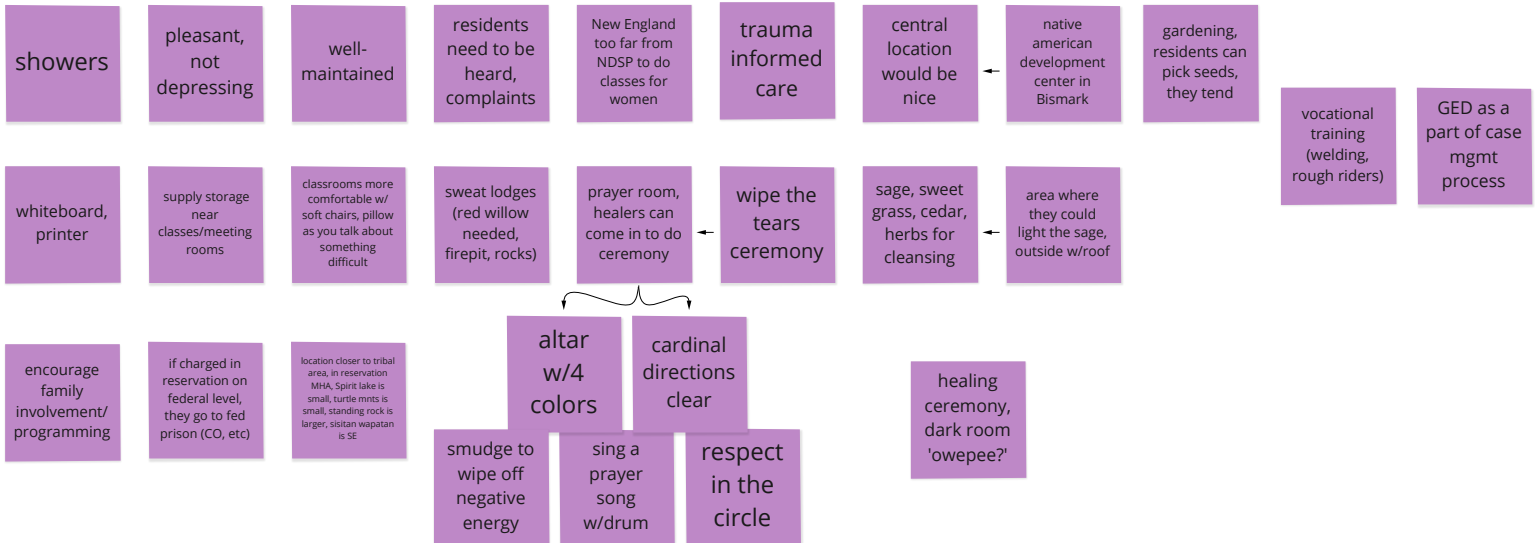 showers
pleasant,
not
depressing
well-
maintained
residents
need to be
heard,
complaints
New England
too far from
NDSP to do
classes for
women
trauma
informed
care
central
location
would be
nice
native
american
development
center in
Bismark
gardening,
residents can
pick seeds,
they tend
vocational
training
(welding,
rough riders)
GED as a
part of case
mgmt
process
whiteboard,
printer
supply storage
near
classes/meeting
rooms
classrooms more
comfortable w/
soft chairs, pillow
as you talk about
something
difficult
sweat lodges
(red willow
needed,
firepit, rocks)
prayer room,
healers can
come in to do
ceremony
wipe the
tears
ceremony
sage, sweet
grass, cedar,
herbs for
cleansing
area where
they could
light the sage,
outside w/roof
encourage
family
involvement/
programming
if charged in
reservation on
federal level,
they go to fed
prison (CO, etc)
location closer to tribal
area, in reservation
MHA, Spirit lake is
small, turtle mnts is
small, standing rock is
larger, sisitan wapatan
is SE
altar
w/4
colors
cardinal
directions
clear
smudge to
wipe off
negative
energy
sing a
prayer
song
w/drum
respect
in the
circle
healing
ceremony,
dark room
'owepee?'